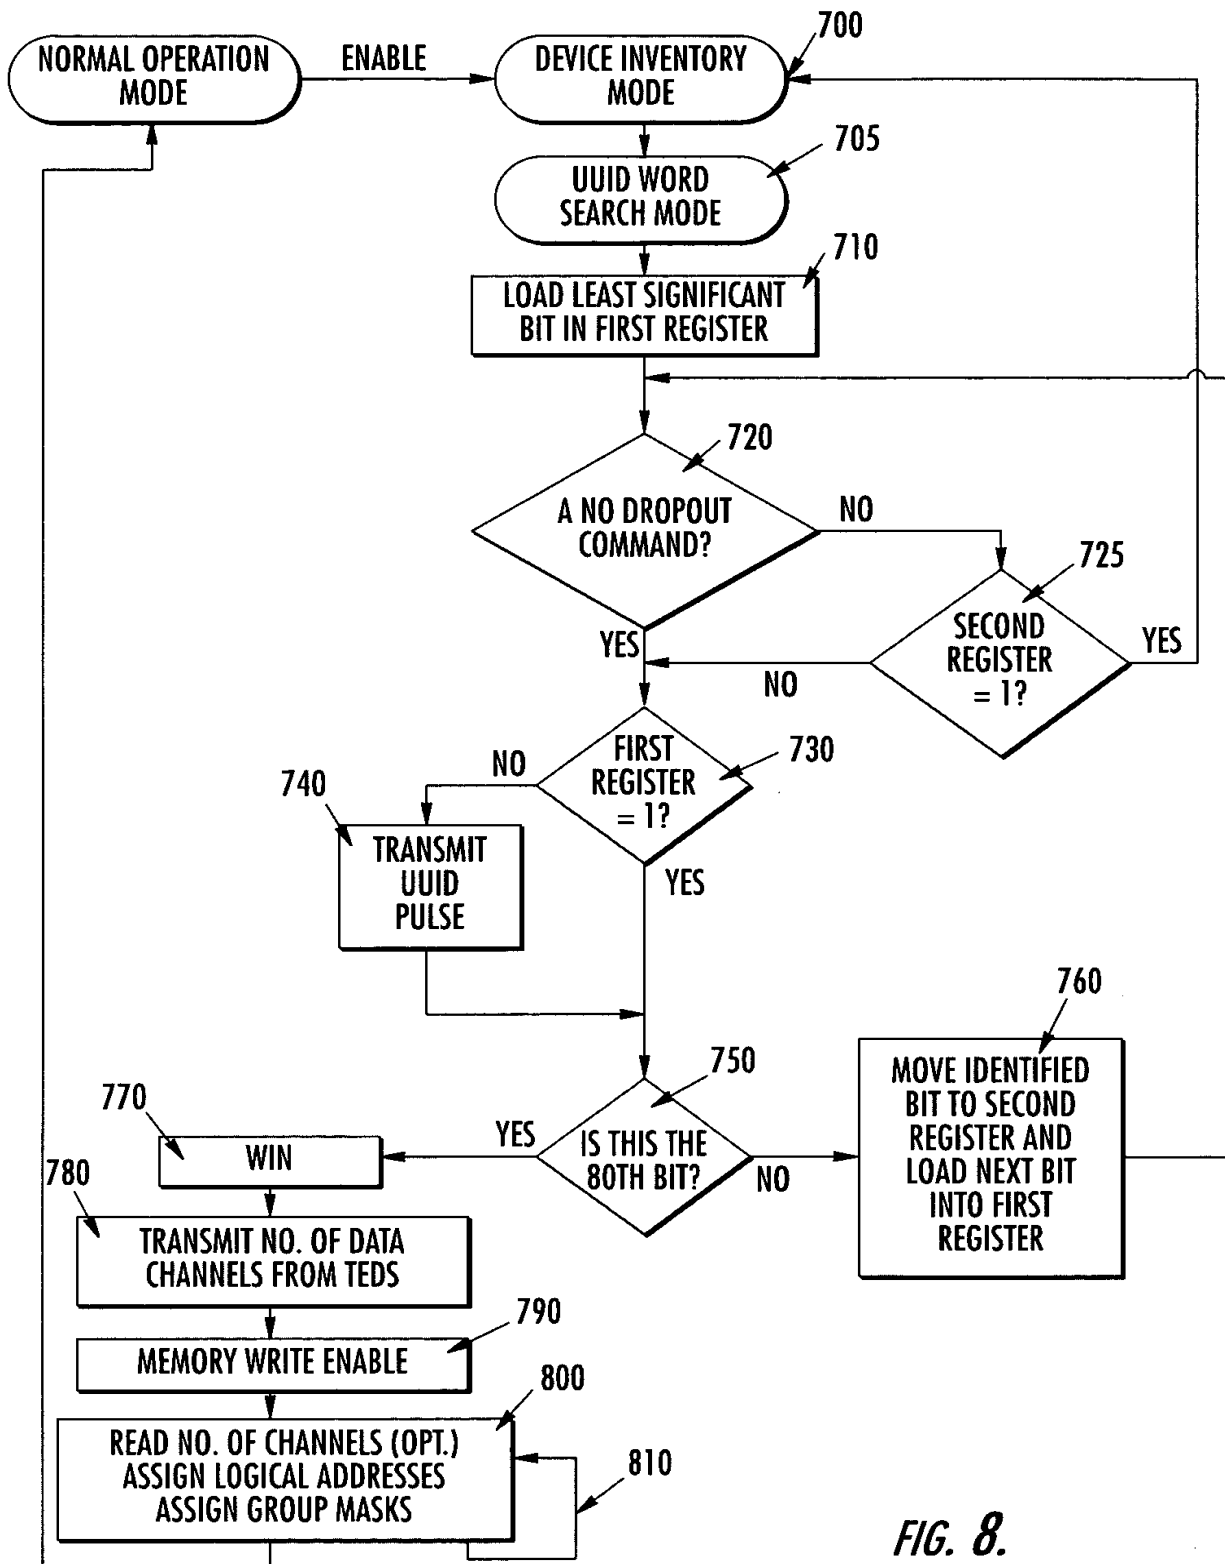 NORMAL OPERATION
MODE
ENABLE
DEVICE INVENTORY
MODE
700
705
UUID WORD
SEARCH MODE
710
LOAD LEAST SIGNIFICANT
BIT IN FIRST REGISTER
720
A NO DROPOUT
COMMAND?
NO
725
SECOND
REGISTER
= 1?
YES
YES
NO
FIRST
REGISTER
= 1?
730
NO
740
TRANSMIT
UUID
PULSE
YES
760
MOVE IDENTIFIED
BIT TO SECOND
REGISTER AND
LOAD NEXT BIT
INTO FIRST
REGISTER
750
IS THIS THE
80TH BIT?
YES
NO
770
WIN
780
TRANSMIT NO. OF DATA
CHANNELS FROM TEDS
790
MEMORY WRITE ENABLE
800
READ NO. OF CHANNELS (OPT.)
ASSIGN LOGICAL ADDRESSES
ASSIGN GROUP MASKS
810
FIG. 8.